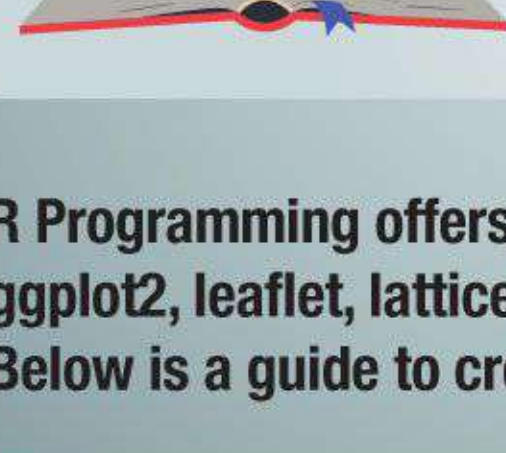 R Programming offers
ggplot2, leaflet, lattice
Below is a guide to cr